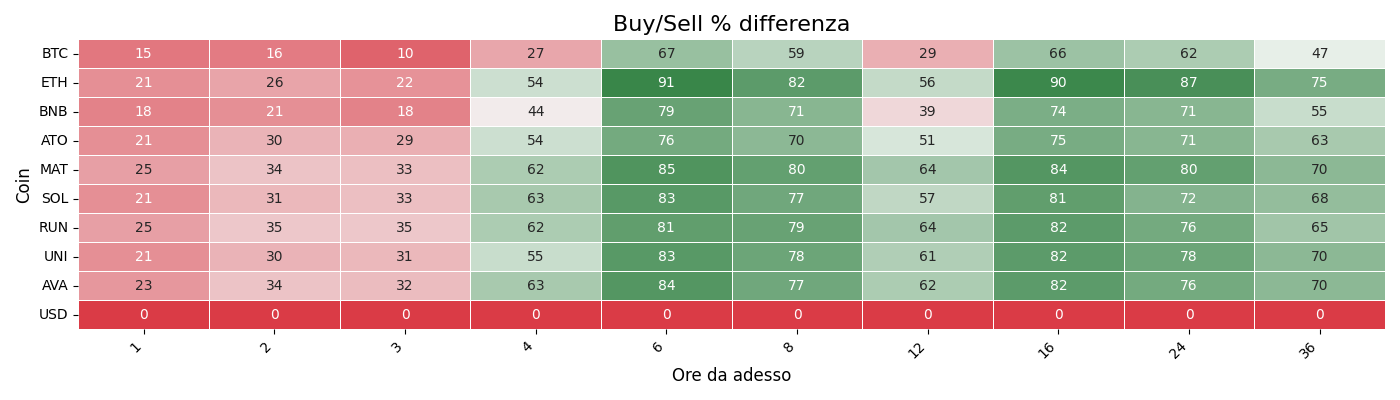 Buy/Sell % differenza
Coin
BTC 15 16 10 27 67 59 29 66 62 47
ETH 21 26 22 54 91 82 56 90 87 75
BNB 18 21 18 44 79 71 39 74 71 55
ATO 21 30 29 54 76 70 51 75 71 63
MAT 25 34 33 62 85 80 64 84 80 70
SOL 21 31 33 63 83 77 57 81 72 68
RUN 25 35 35 62 81 79 64 82 76 65
UNI 21 30 31 55 83 78 61 82 78 70
AVA 23 34 32 63 84 77 62 82 76 70
USD 0 0 0 0 0 0 0 0 0 0
1 2 3 4 6 8 12 16 24 36
Ore da adesso